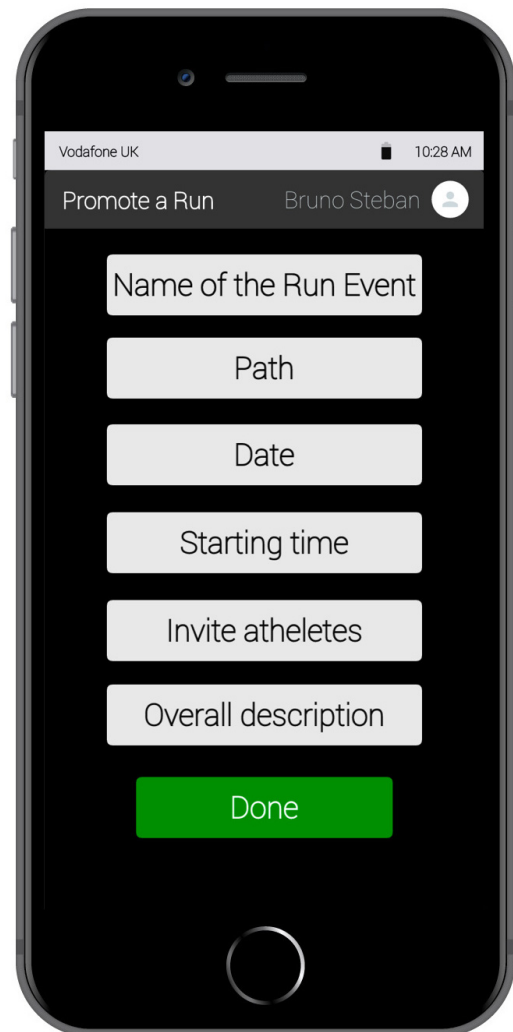 Vodafone UK 10:28 AM
Promote a Run Bruno Steban
Name of the Run Event
Path
Date
Starting time
Invite atheletes
Overall description
Done